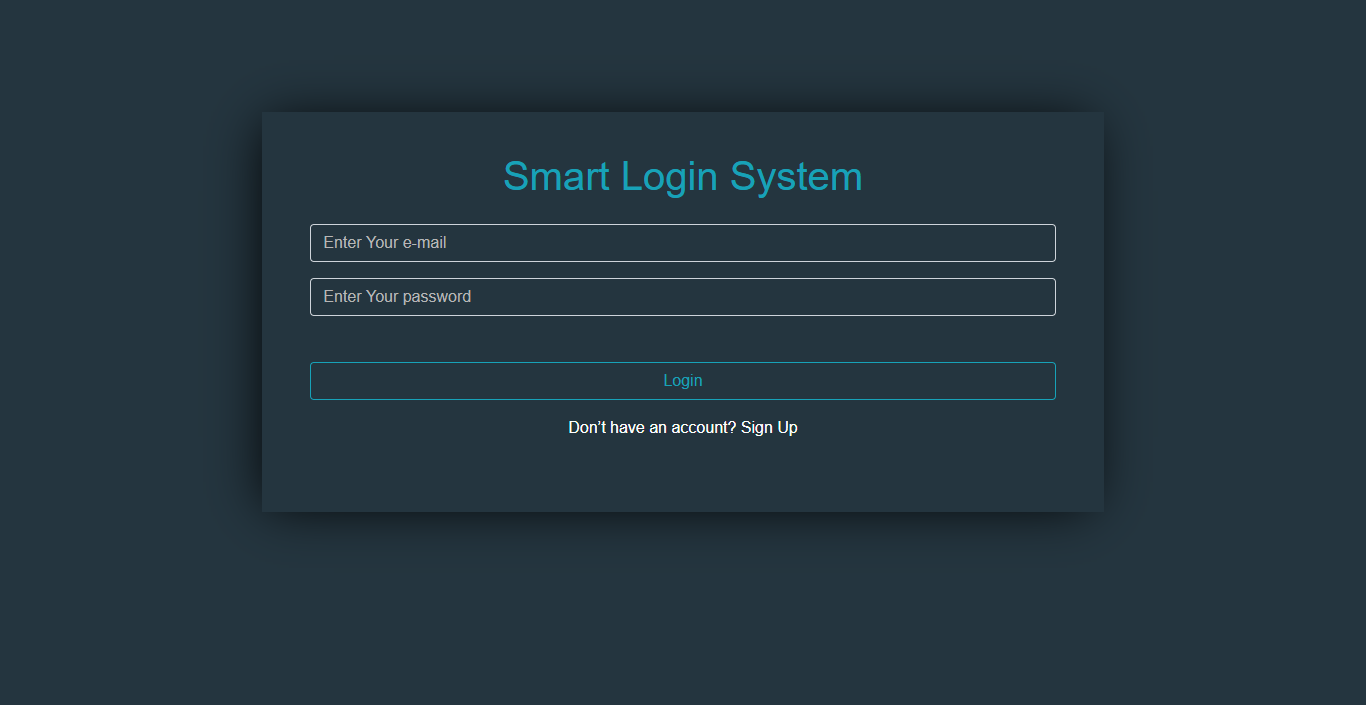 Smart Login System
Enter Your e-mail
Enter Your password
Login
Don’t have an account? Sign Up